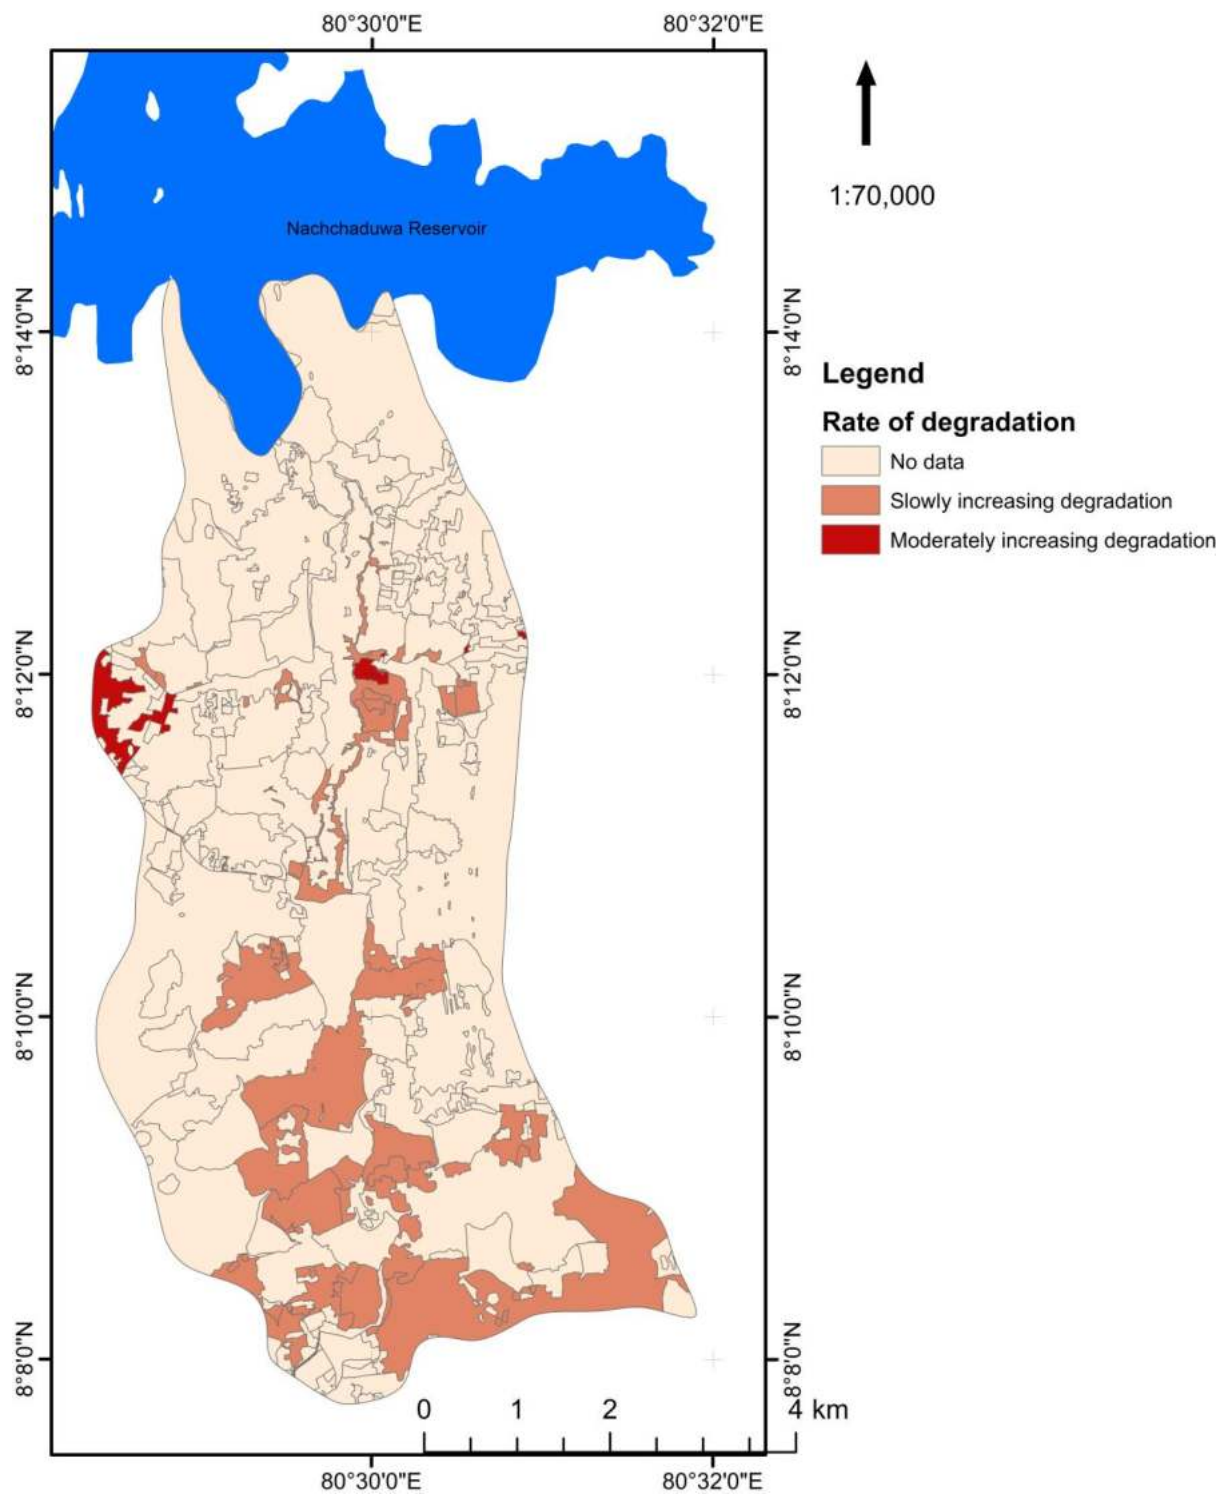 80°30'0"E 80°32'0"E
1:70,000
Nachchaduwa Reservoir
8°14'0"N 8°14'0"N
Legend
Rate of degradation
No data
Slowly increasing degradation
Moderately increasing degradation
8°12'0"N 8°12'0"N
8°10'0"N 8°10'0"N
8°8'0"N 8°8'0"N
0 1 2 4 km
80°30'0"E 80°32'0"E